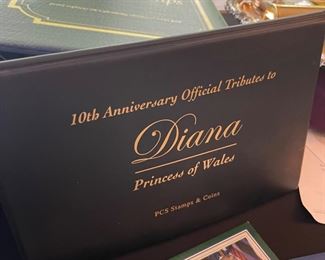 10th Anniversary Official Tributes to
Diana
Princess of Wales
PCS Stamps & Coins